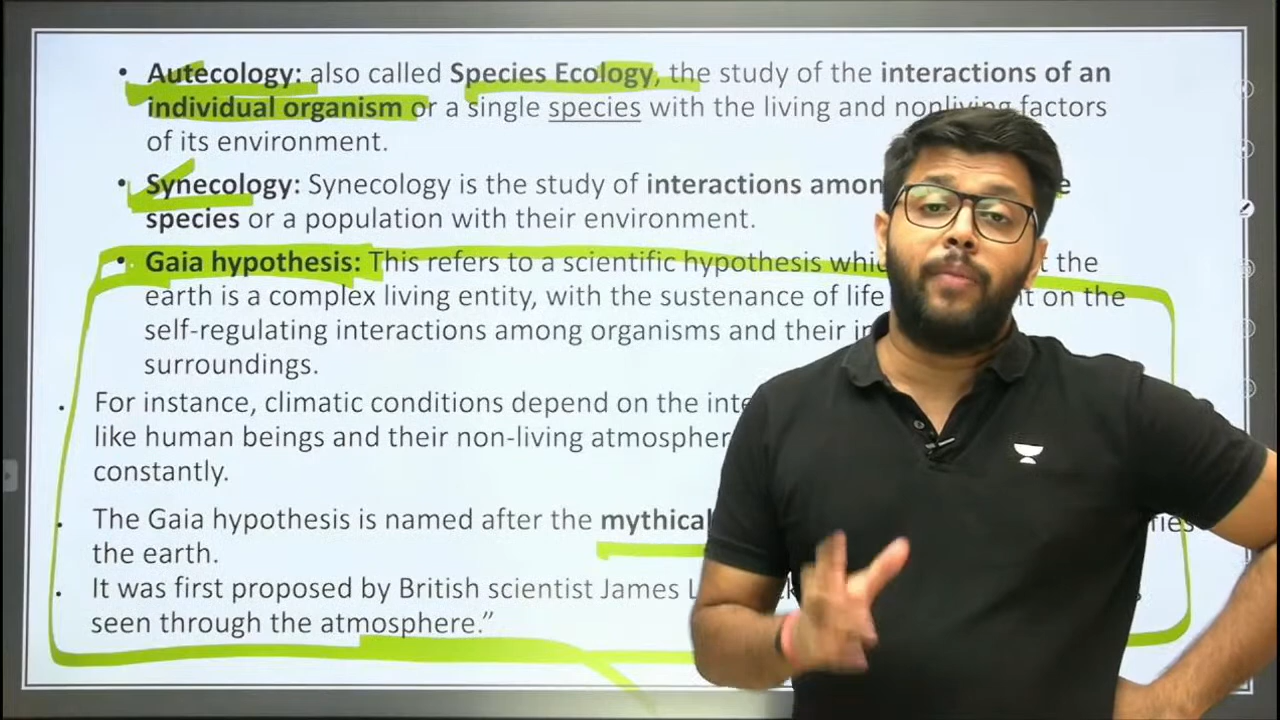 • Autecology: also called Species Ecology, the study of the interactions of an
individual organism or a single species with the living and nonliving factors
of its environment.
• Synecology: Synecology is the study of interactions amon
species or a population with their environment.
• Gaia hypothesis: This refers to a scientific hypothesis the
earth is a complex living entity, with the sustenance of life on the
self-regulating interactions among organisms and their
surroundings.
• For instance, climatic conditions depend on the
like human beings and their non-living
constantly.
• The Gaia hypothesis is named after the mythical
the earth.
• It was first proposed by British scientist James
seen through the atmosphere.”